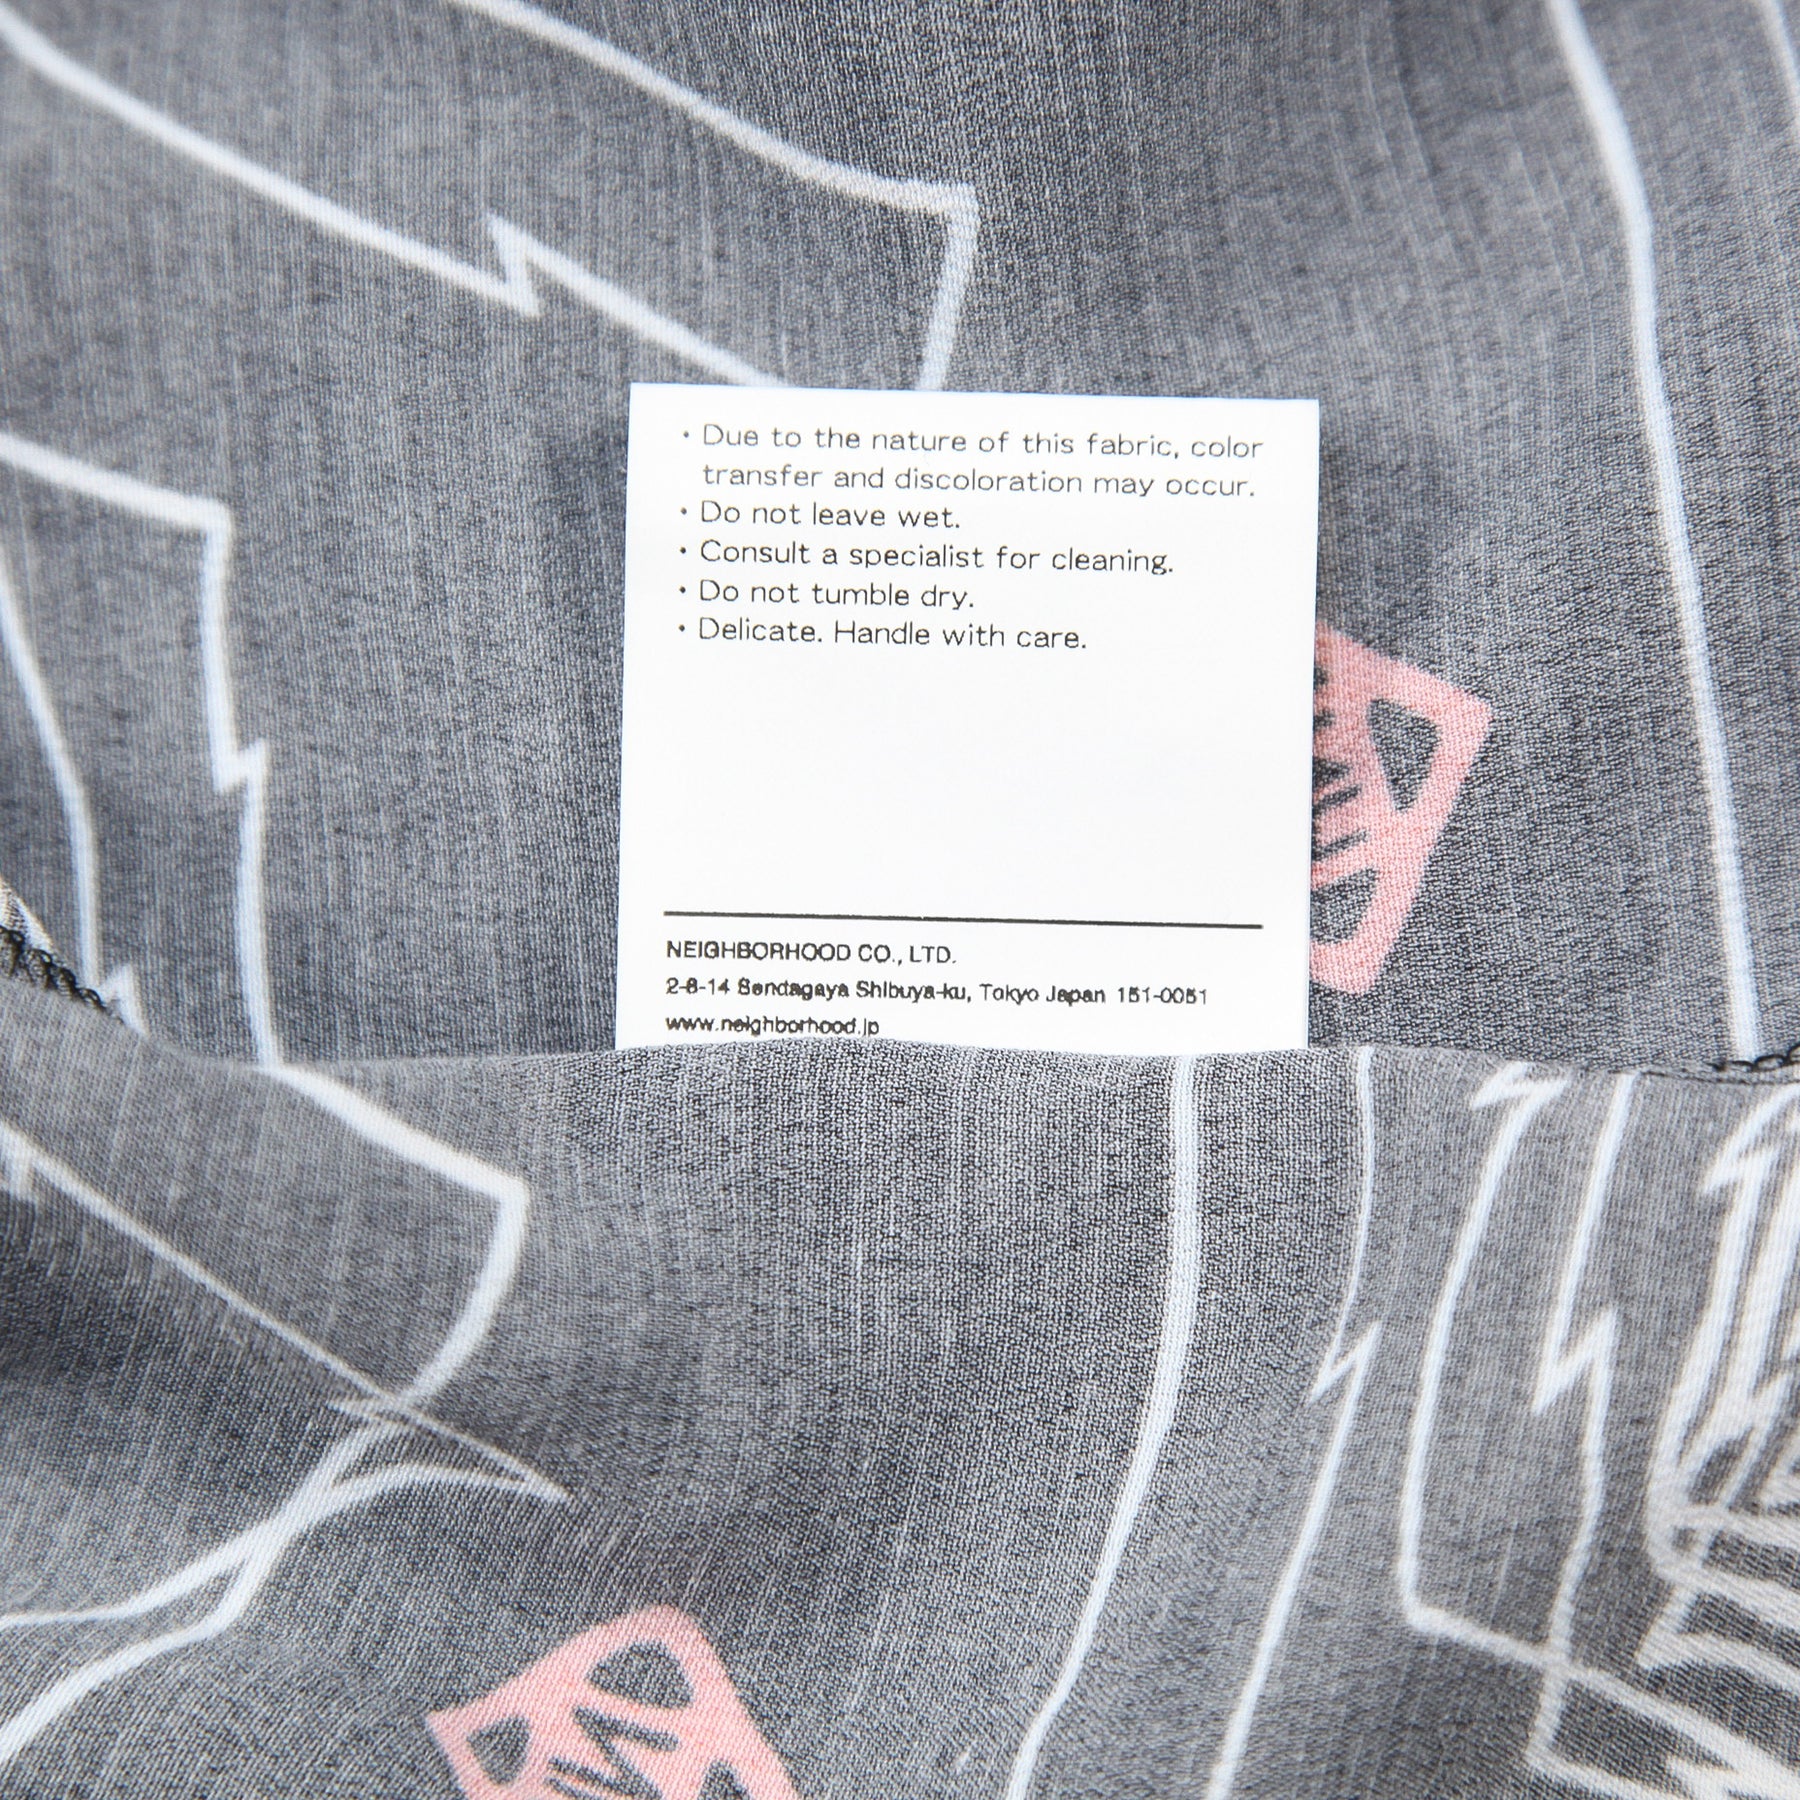 ・Due to the nature of this fabric, color
transfer and discoloration may occur.
・Do not leave wet.
・Consult a specialist for cleaning.
・Do not tumble dry.
・Delicate. Handle with care.
NEIGHBORHOOD CO., LTD.
2-8-14 Sendagaya Shibuya-ku, Tokyo Japan 151-0051
www.neighborhood.jp